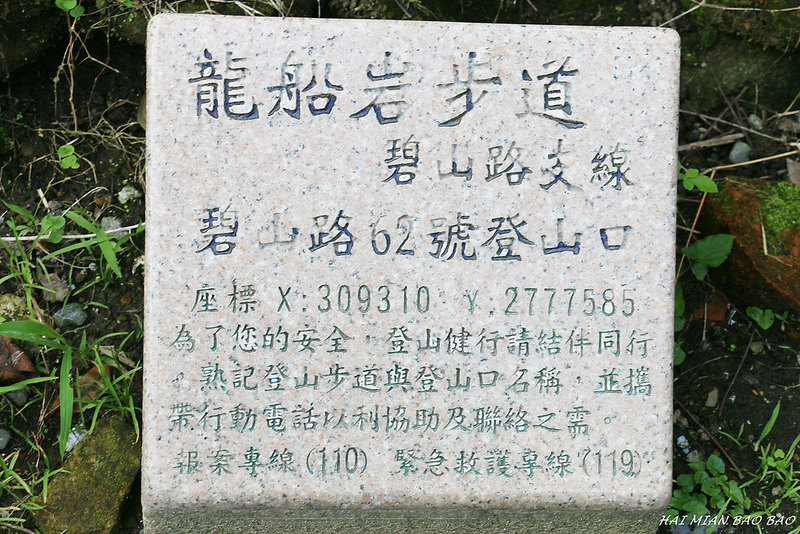 龍船岩步道
碧山路支線
碧山路62號登山口
座標 X:309310 Y:2777585
為了您的安全，登山健行請結伴同行
，熟記登山步道與登山口名稱，並攜
帶行動電話以利協助及聯絡之需。
報案專線(110) 緊急救護專線(119)
HAI MIAN BAO BAO